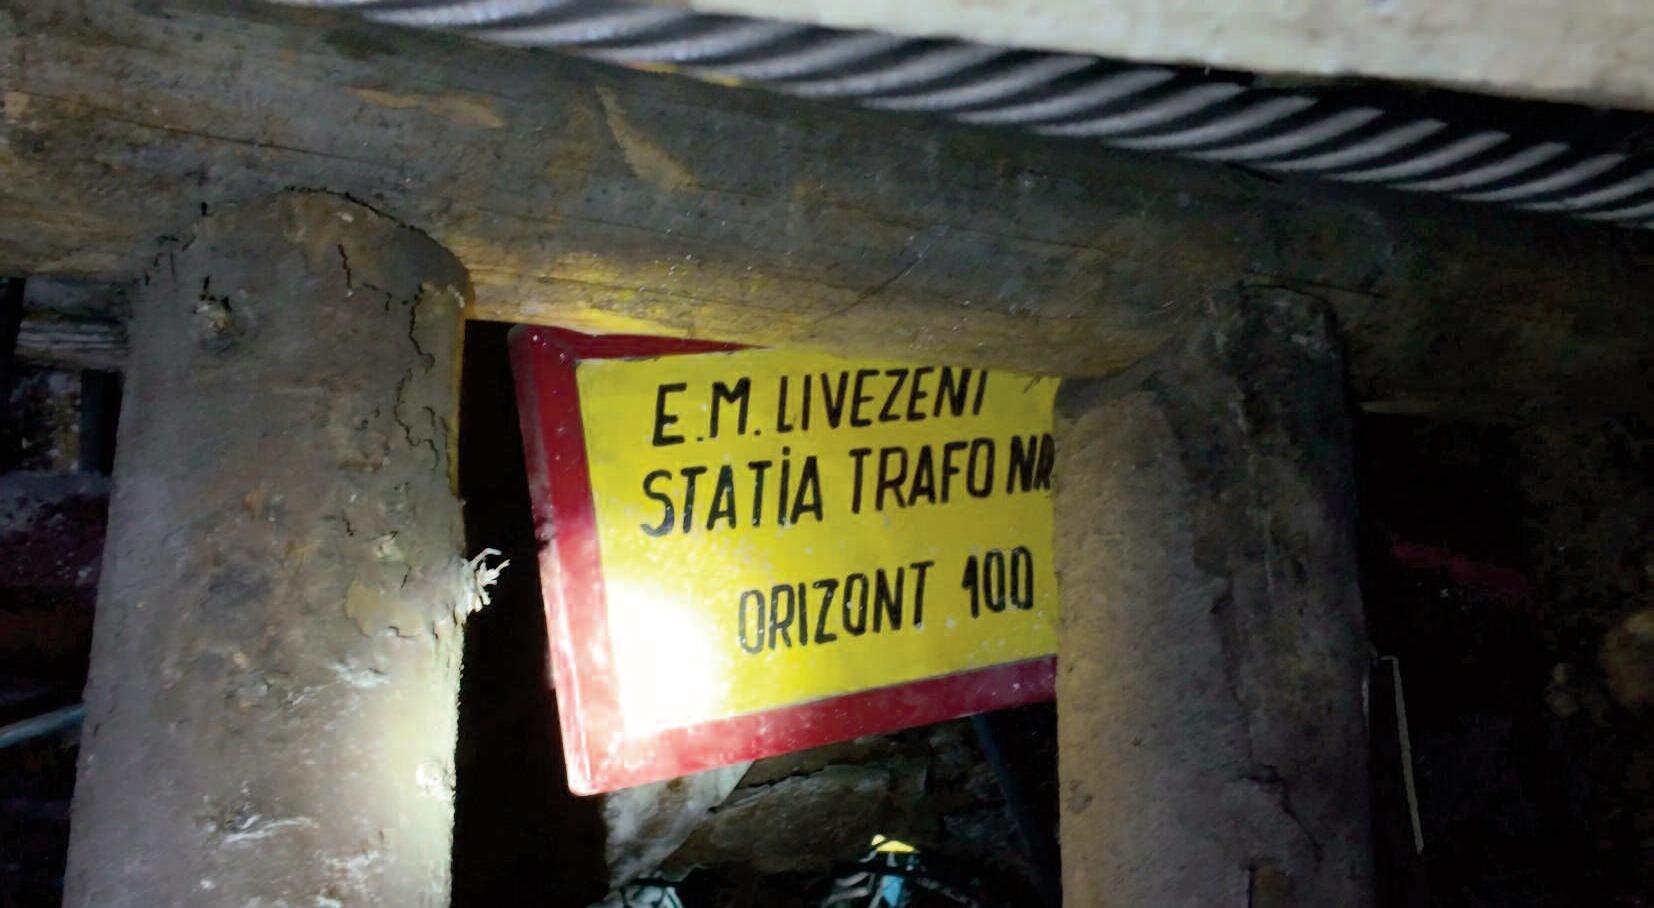 E.M. LIVEZENI
STATIA TRAFO NR
ORIZONT 100